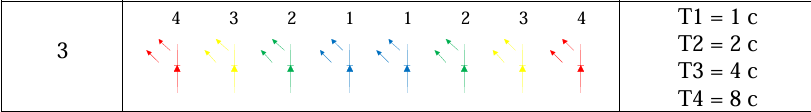 3
4 3 2 1 1 2 3 4
T1 = 1 с
T2 = 2 с
T3 = 4 с
T4 = 8 с